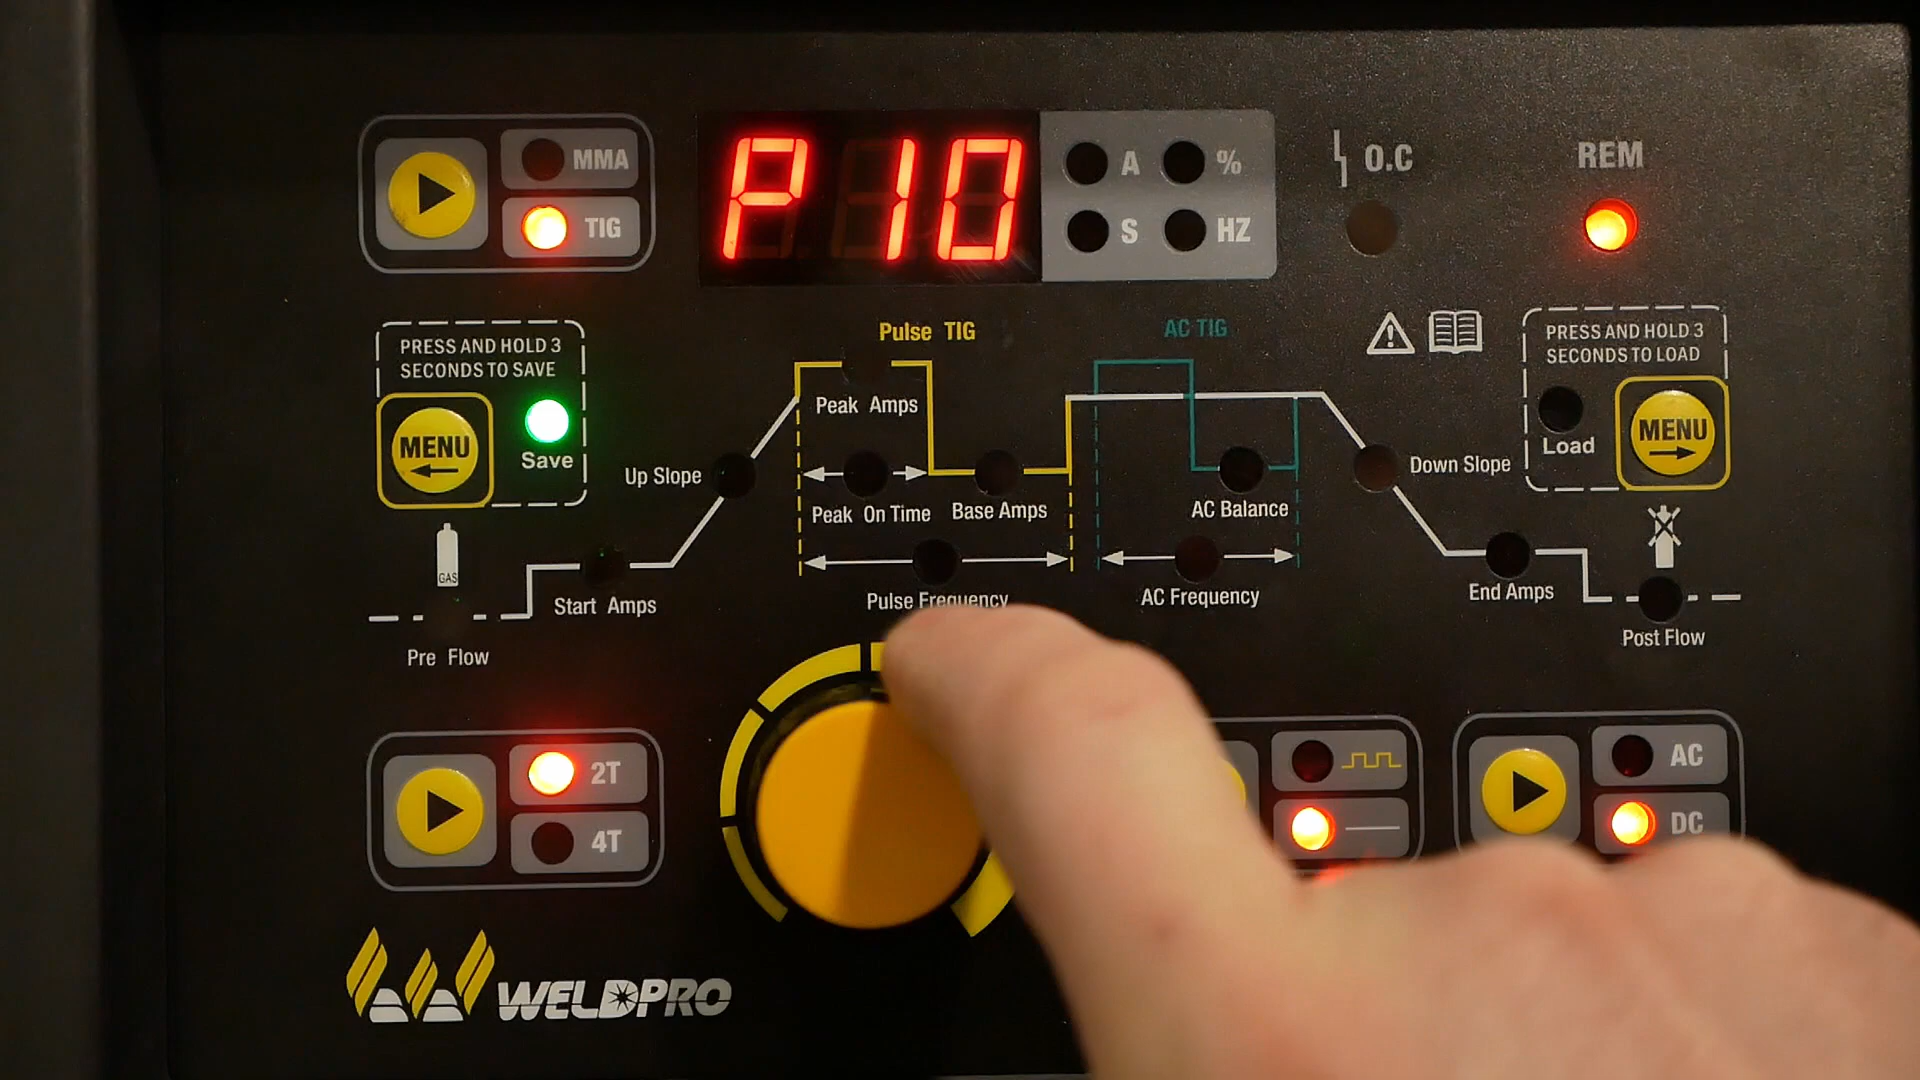 MMA
TIG
P 10
A
%
S
HZ
O.C
REM
PRESS AND HOLD 3
SECONDS TO SAVE
MENU
Save
Pulse TIG
AC TIG
PRESS AND HOLD 3
SECONDS TO LOAD
Load
MENU
Peak Amps
Up Slope
Peak On Time
Base Amps
AC Balance
Down Slope
GAS
Start Amps
Pulse Frequency
AC Frequency
End Amps
Pre Flow
Post Flow
2T
4T
AC
DC
WELDPRO